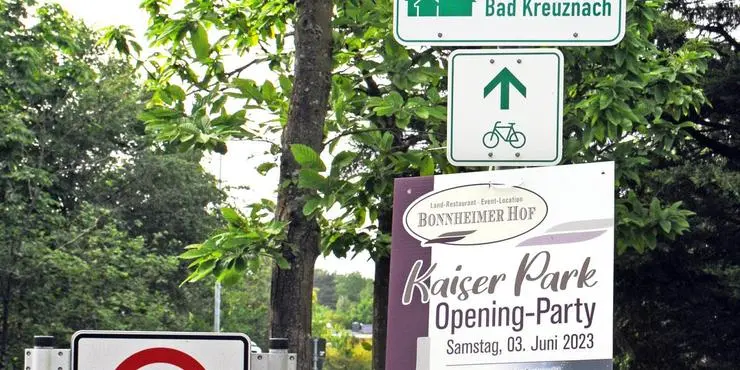 Bad Kreuznach
Land-Restaurant · Event-Location
BONNHEIMER HOF
Kaiser Park
Opening-Party
Samstag, 03. Juni 2023